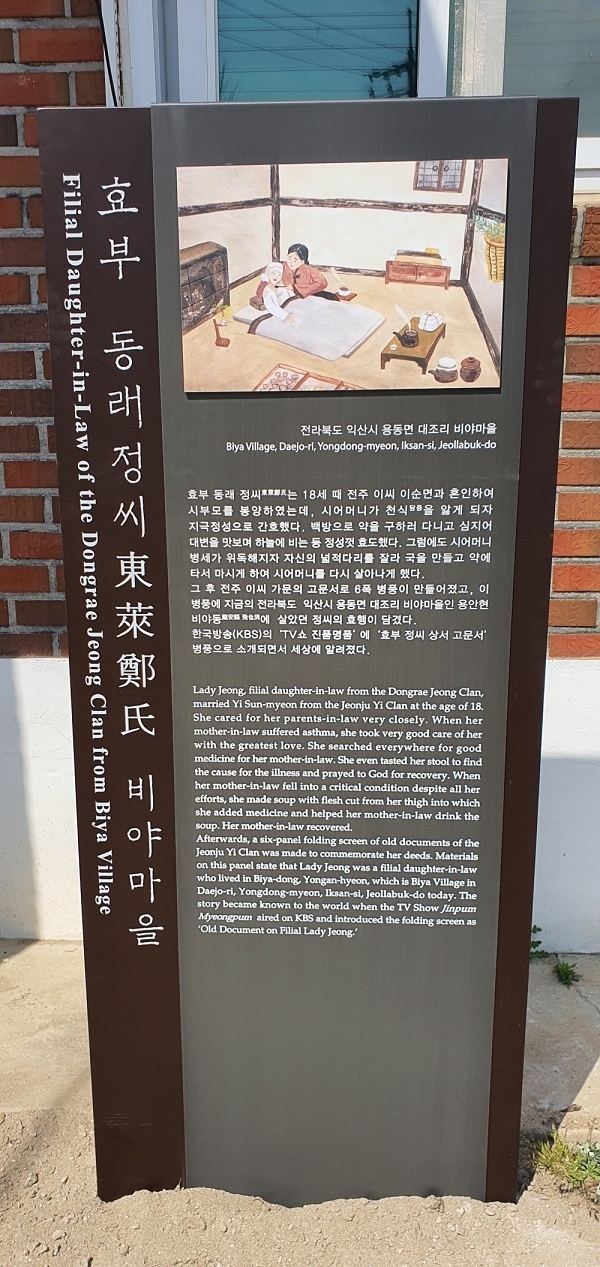 효부 동래정씨東萊鄭氏 비야마을
Filial Daughter-in-Law of the Dongrae Jeong Clan from Biya Village
전라북도 익산시 용동면 대조리 비야마을
Biya Village, Daejo-ri, Yongdong-myeon, Iksan-si, Jeollabuk-do
효부 동래 정씨東萊鄭氏는 18세 때 전주 이씨 이순면과 혼인하여
시부모를 봉양하였는데, 시어머니가 천식을 앓게 되자
지극정성으로 간호했다. 백방으로 약을 구하러 다니고 심지어
대변을 맛보며 하늘에 비는 등 정성껏 효도했다. 그럼에도 시어머니
병세가 위독해지자 자신의 넓적다리를 잘라 국을 만들고 약에
타서 마시게 하여 시어머니를 다시 살아나게 했다.
그 후 전주 이씨 가문의 고문서로 6폭 병풍이 만들어졌고, 이
병풍에 지금의 전라북도 익산시 용동면 대조리 비야마을인 용안현
비야동에 살았던 정씨의 효행이 담겼다.
한국방송(KBS)의 "TV쇼 진품명품'에 '효부 정씨 상서 고문서'
병풍으로 소개되면서 세상에 알려졌다.
Lady Jeong, filial daughter-in-law from the Dongrae Jeong Clan,
married Yi Sun-myeon from the Jeonju Yi Clan at the age of 18.
She cared for her parents-in-law very closely. When her
mother-in-law suffered asthma, she took very good care of her
with the greatest love. She searched everywhere for good
medicine for her mother-in-law. She even tasted her stool to find
the cause for the illness and prayed to God for recovery. When
her mother-in-law fell into a critical condition despite all her
efforts, she made soup with flesh cut from her thigh into which
she added medicine and helped her mother-in-law drink the
soup. Her mother-in-law recovered.
Afterwards, a six-panel folding screen of old documents of the
Jeonju Yi Clan was made to commemorate her deeds. Materials
on this panel state that Lady Jeong was a filial daughter-in-law
who lived in Biya-dong, Yongan-hyeon, which is Biya Village in
Daejo-ri, Yongdong-myeon, Iksan-si, Jeollabuk-do today. The
story became known to the world when the TV Show Jinpum
Myeongpum aired on KBS and introduced the folding screen as
'Old Document on Filial Lady Jeong.'